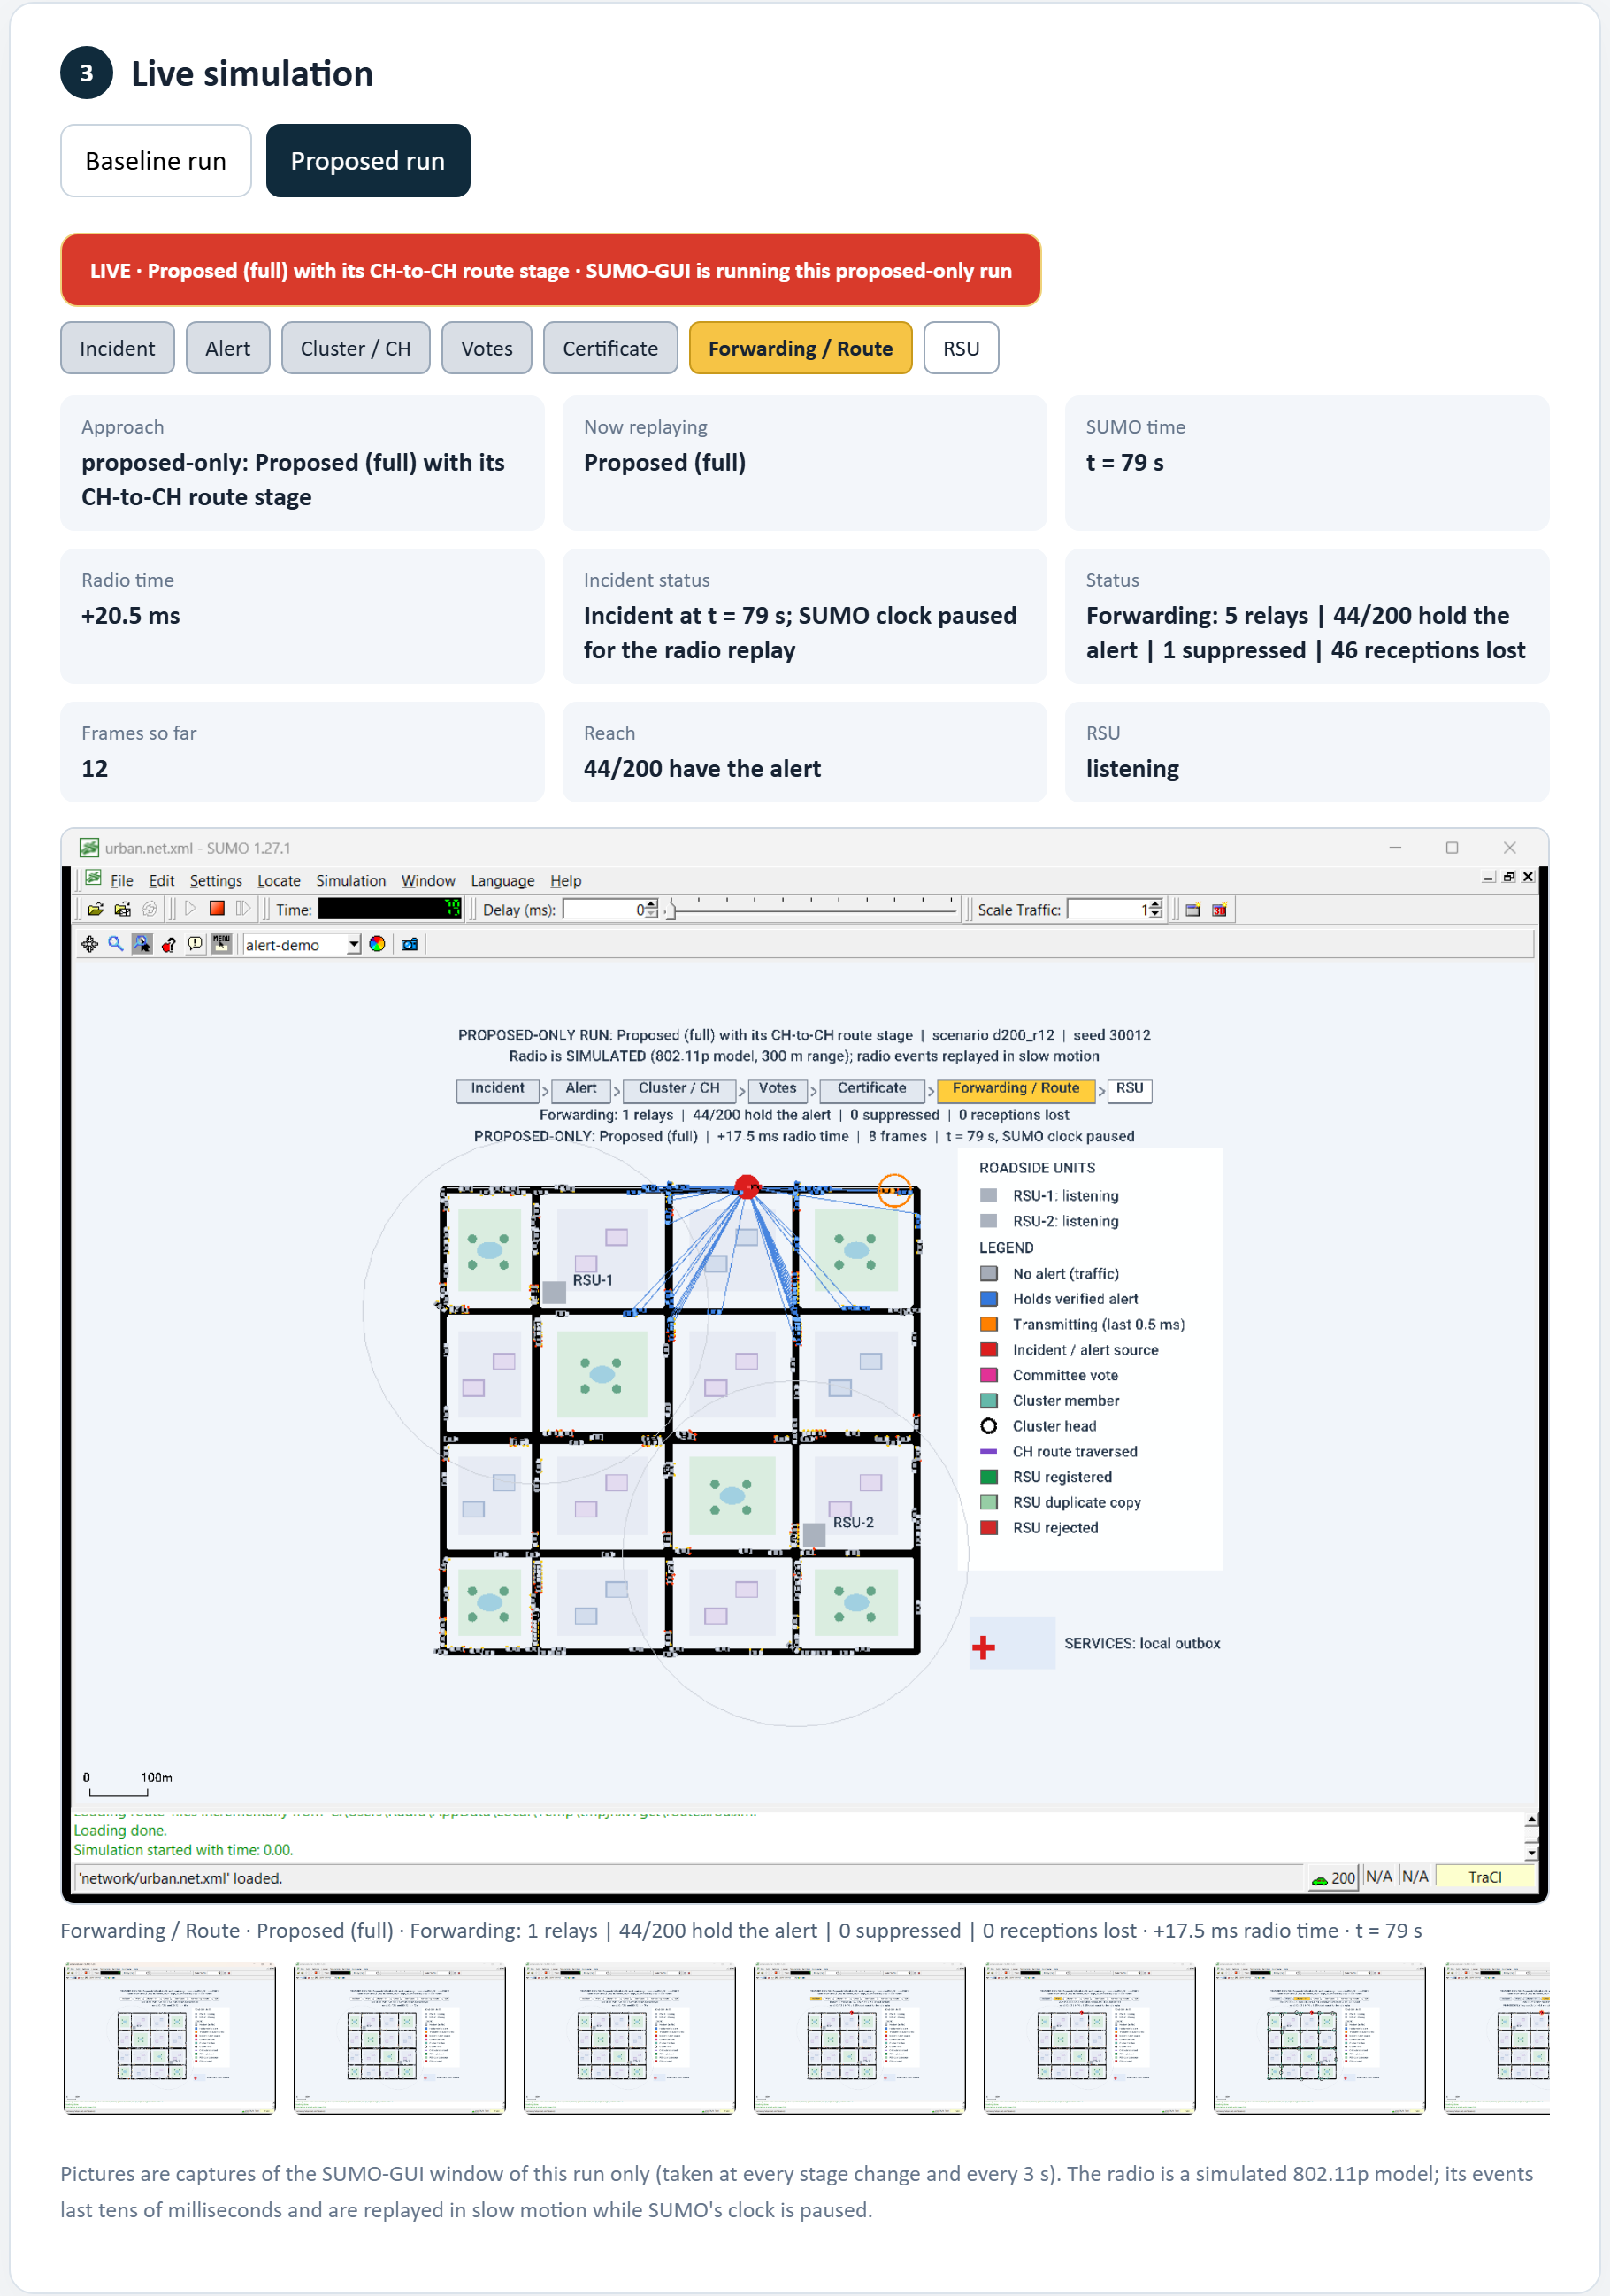 3
Live simulation
Baseline run
Proposed run
LIVE · Proposed (full) with its CH-to-CH route stage · SUMO-GUI is running this proposed-only run
Incident
Alert
Cluster / CH
Votes
Certificate
Forwarding / Route
RSU
Approach
proposed-only: Proposed (full) with its
CH-to-CH route stage
Now replaying
Proposed (full)
SUMO time
t = 79 s
Radio time
+20.5 ms
Incident status
Incident at t = 79 s; SUMO clock paused
for the radio replay
Status
Forwarding: 5 relays | 44/200 hold the
alert | 1 suppressed | 46 receptions lost
Frames so far
12
Reach
44/200 have the alert
RSU
listening
urban.net.xml - SUMO 1.27.1
File Edit Settings Locate Simulation Window Language Help
Time: 79 Delay (ms): 0 Scale Traffic: 1
MENU alert-demo
PROPOSED-ONLY RUN: Proposed (full) with its CH-to-CH route stage | scenario d200_r12 | seed 30012
Radio is SIMULATED (802.11p model, 300 m range); radio events replayed in slow motion
Incident > Alert > Cluster / CH > Votes > Certificate > Forwarding / Route > RSU
Forwarding: 1 relays | 44/200 hold the alert | 0 suppressed | 0 receptions lost
PROPOSED-ONLY: Proposed (full) | +17.5 ms radio time | 8 frames | t = 79 s, SUMO clock paused
RSU-1
RSU-2
ROADSIDE UNITS
RSU-1: listening
RSU-2: listening
LEGEND
No alert (traffic)
Holds verified alert
Transmitting (last 0.5 ms)
Incident / alert source
Committee vote
Cluster member
Cluster head
CH route traversed
RSU registered
RSU duplicate copy
RSU rejected
SERVICES: local outbox
0 100m
Loading done.
Simulation started with time: 0.00.
'network/urban.net.xml' loaded.
200 N/A N/A TraCI
Forwarding / Route · Proposed (full) · Forwarding: 1 relays | 44/200 hold the alert | 0 suppressed | 0 receptions lost · +17.5 ms radio time · t = 79 s
Pictures are captures of the SUMO-GUI window of this run only (taken at every stage change and every 3 s). The radio is a simulated 802.11p model; its events
last tens of milliseconds and are replayed in slow motion while SUMO's clock is paused.